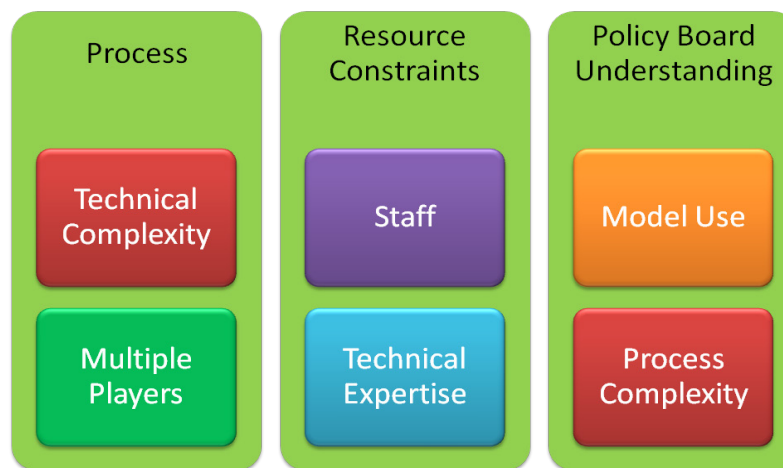 Process
Technical
Complexity
Multiple
Players
Resource
Constraints
Staff
Technical
Expertise
Policy Board
Understanding
Model Use
Process
Complexity